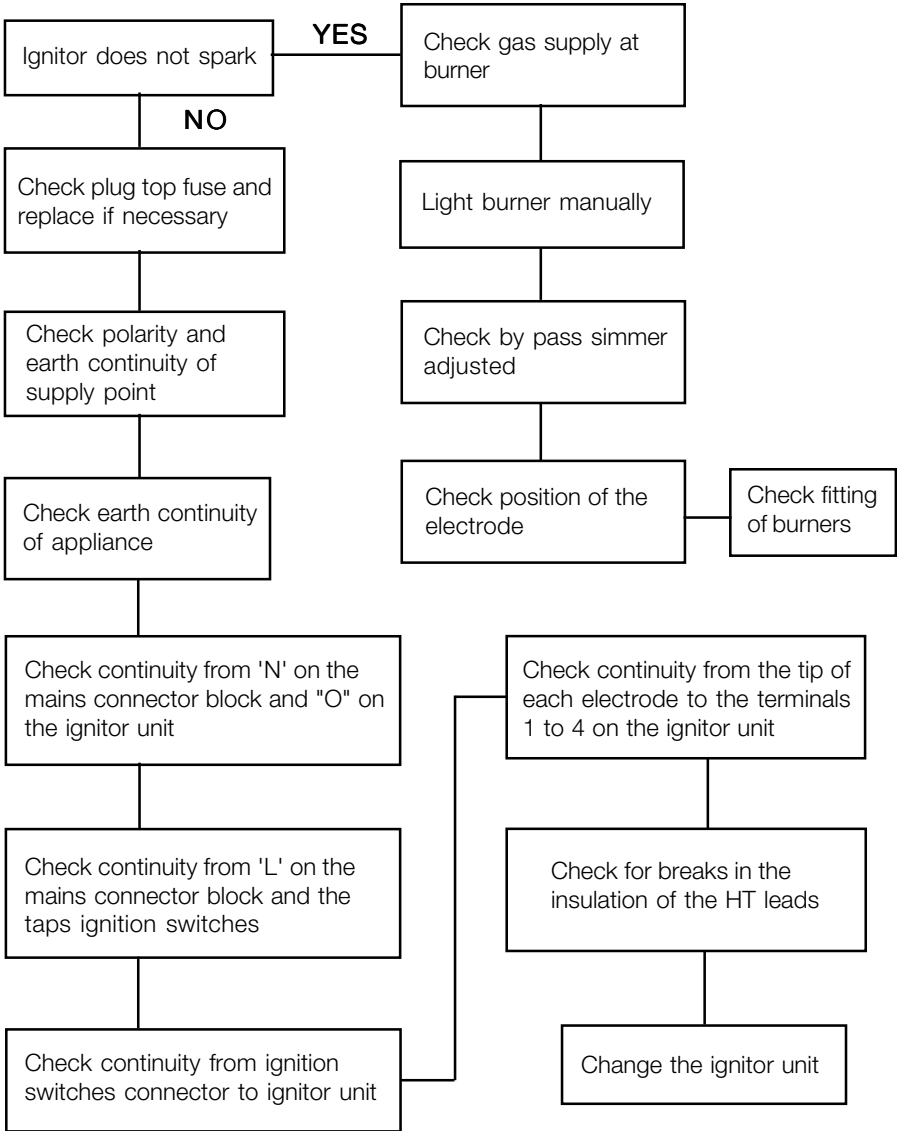 Ignitor does not spark
YES
Check gas supply at
burner
NO
Check plug top fuse and
replace if necessary
Light burner manually
Check polarity and
earth continuity of
supply point
Check by pass simmer
adjusted
Check earth continuity
of appliance
Check position of the
electrode
Check fitting
of burners
Check continuity from 'N' on the
mains connector block and "O" on
the ignitor unit
Check continuity from 'L' on the
mains connector block and the
taps ignition switches
Check continuity from ignition
switches connector to ignitor unit
Check continuity from the tip of
each electrode to the terminals
1 to 4 on the ignitor unit
Check for breaks in the
insulation of the HT leads
Change the ignitor unit